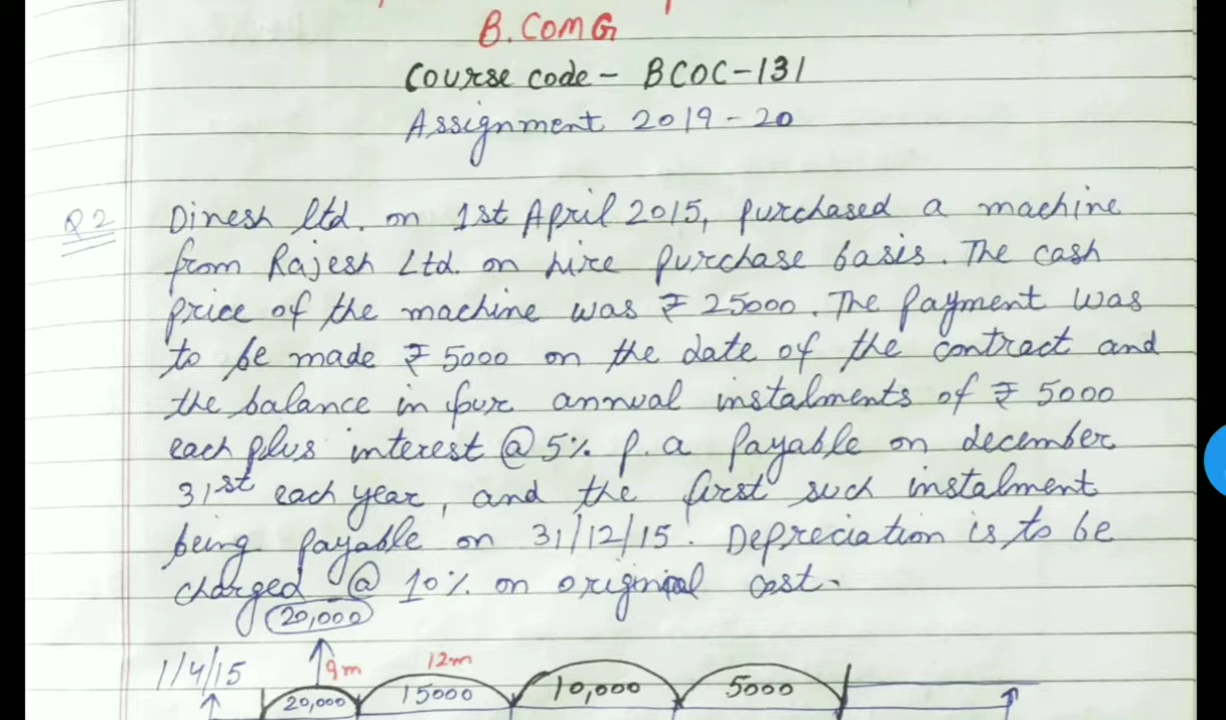 B.COM G
Course code - BCOC-131
Assignment 2019-20
Q2
Dinesh ltd. on 1st April 2015, purchased a machine
from Rajesh Ltd. on hire purchase basis. The cash
price of the machine was ₹ 25000. The payment was
to be made ₹ 5000 on the date of the contract and
the balance in four annual instalments of ₹ 5000
each plus interest @ 5% p.a payable on december
31st each year, and the first such instalment
being payable on 31/12/15. Depreciation is to be
charged @ 10% on original cost.
20,000
1/4/15 9m 12m
20,000 15000 10,000 5000